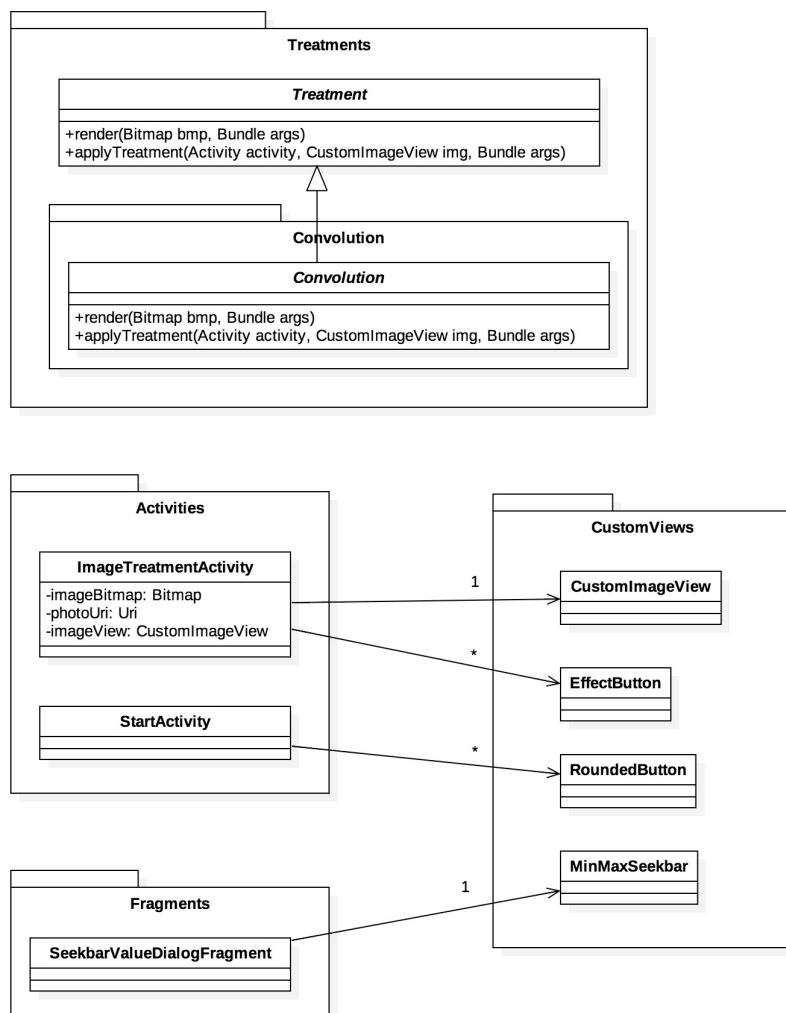 Treatments
Treatment
+render(Bitmap bmp, Bundle args)
+applyTreatment(Activity activity, CustomImageView img, Bundle args)
Convolution
Convolution
+render(Bitmap bmp, Bundle args)
+applyTreatment(Activity activity, CustomImageView img, Bundle args)
Activities
ImageTreatmentActivity
-imageBitmap: Bitmap
-photoUri: Uri
-imageView: CustomImageView
StartActivity
1
*
*
CustomViews
CustomImageView
EffectButton
RoundedButton
MinMaxSeekbar
Fragments
SeekbarValueDialogFragment
1